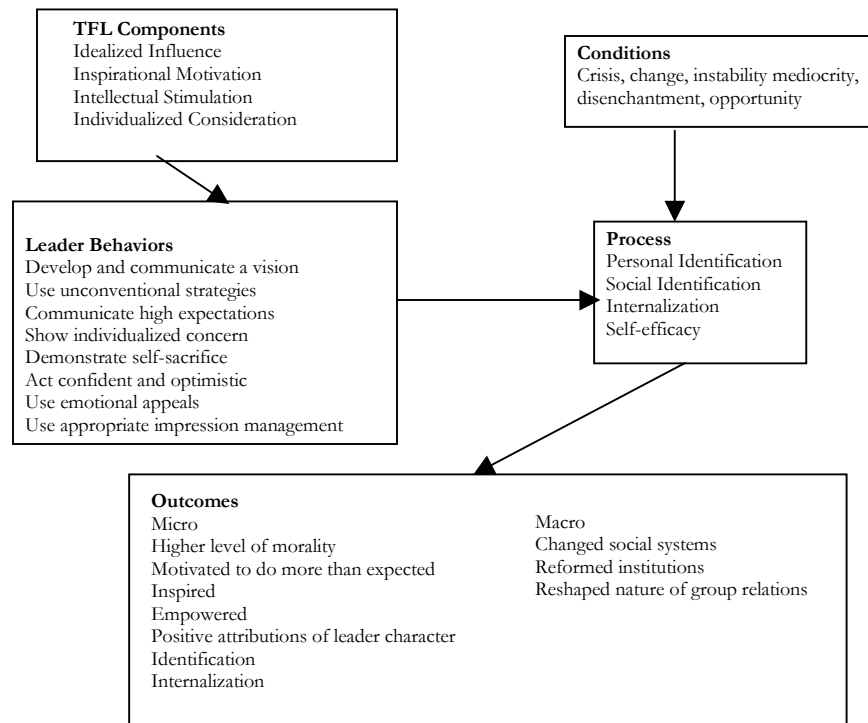 TFL Components
Idealized Influence
Inspirational Motivation
Intellectual Stimulation
Individualized Consideration
Conditions
Crisis, change, instability mediocrity,
disenchantment, opportunity
Leader Behaviors
Develop and communicate a vision
Use unconventional strategies
Communicate high expectations
Show individualized concern
Demonstrate self-sacrifice
Act confident and optimistic
Use emotional appeals
Use appropriate impression management
Process
Personal Identification
Social Identification
Internalization
Self-efficacy
Outcomes
Micro
Higher level of morality
Motivated to do more than expected
Inspired
Empowered
Positive attributions of leader character
Identification
Internalization
Macro
Changed social systems
Reformed institutions
Reshaped nature of group relations